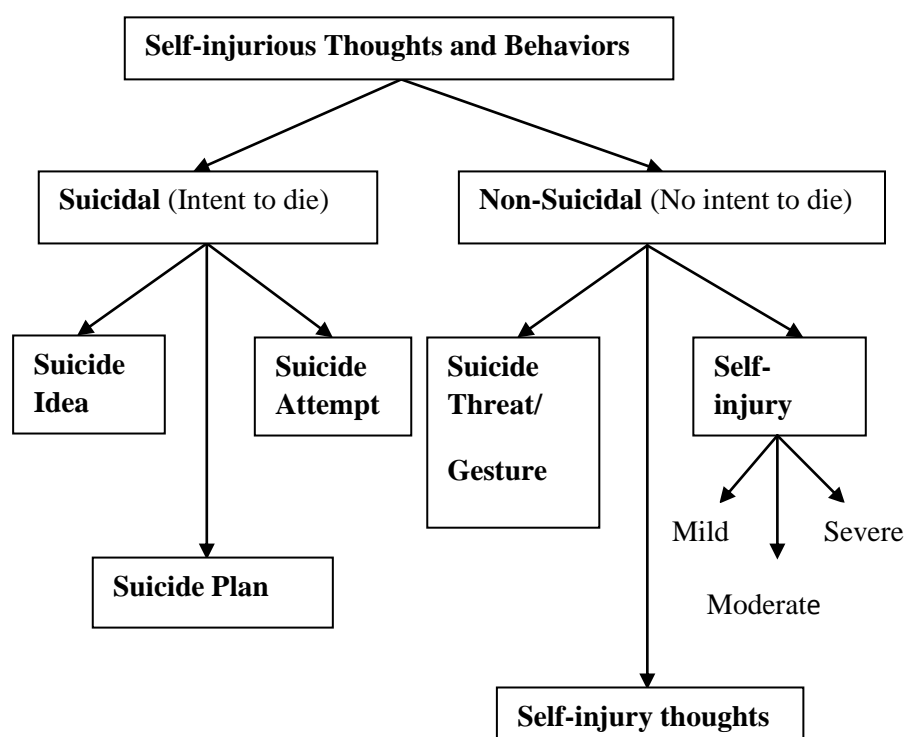 Self-injurious Thoughts and Behaviors
Suicidal (Intent to die)
Non-Suicidal (No intent to die)
Suicide
Idea
Suicide
Attempt
Suicide
Threat/
Gesture
Self-
injury
Mild
Severe
Moderate
Suicide Plan
Self-injury thoughts